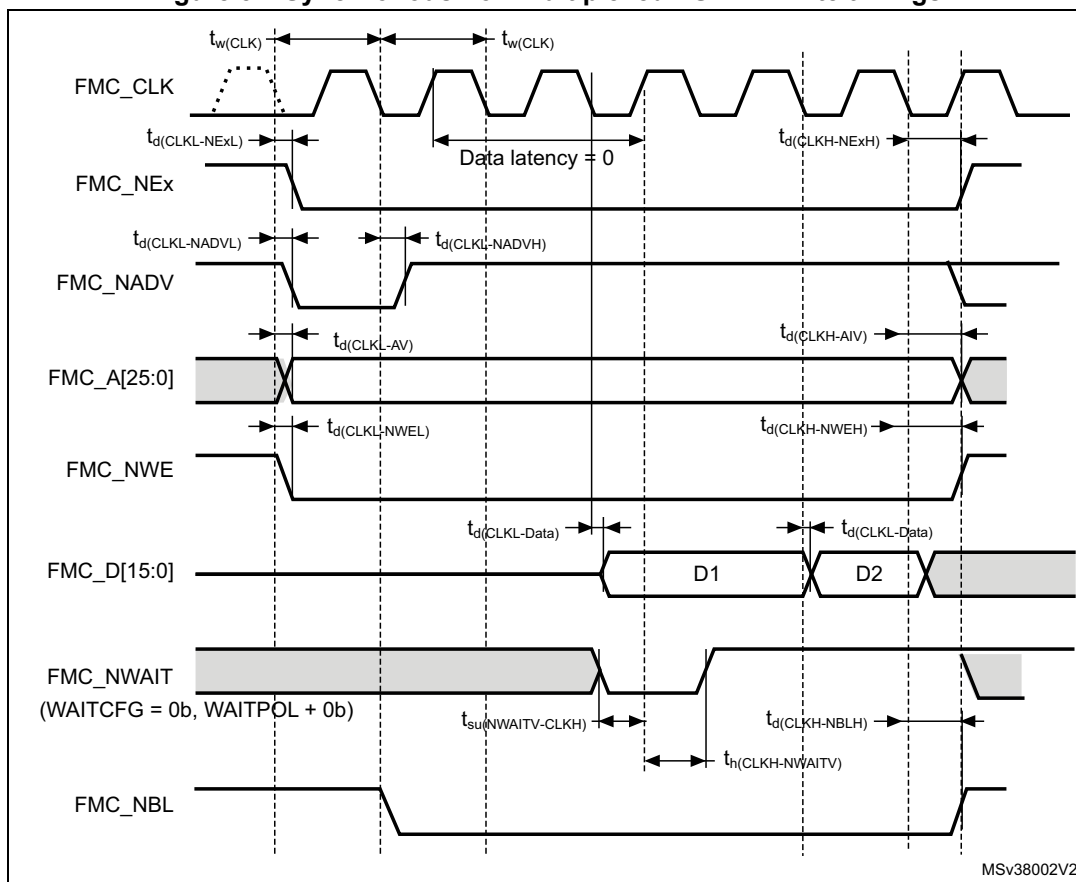 t_w(CLK) t_w(CLK)
FMC_CLK
t_d(CLKL-NExL) Data latency = 0 t_d(CLKH-NExH)
FMC_NEx
t_d(CLKL-NADVL) t_d(CLKL-NADVH)
FMC_NADV
t_d(CLKL-AV) t_d(CLKH-AIV)
FMC_A[25:0]
t_d(CLKL-NWEL) t_d(CLKH-NWEH)
FMC_NWE
t_d(CLKL-Data) t_d(CLKL-Data)
FMC_D[15:0] D1 D2
FMC_NWAIT
(WAITCFG = 0b, WAITPOL + 0b)
t_su(NWAITV-CLKH) t_d(CLKH-NBLH)
t_h(CLKH-NWAITV)
FMC_NBL
MSv38002V2